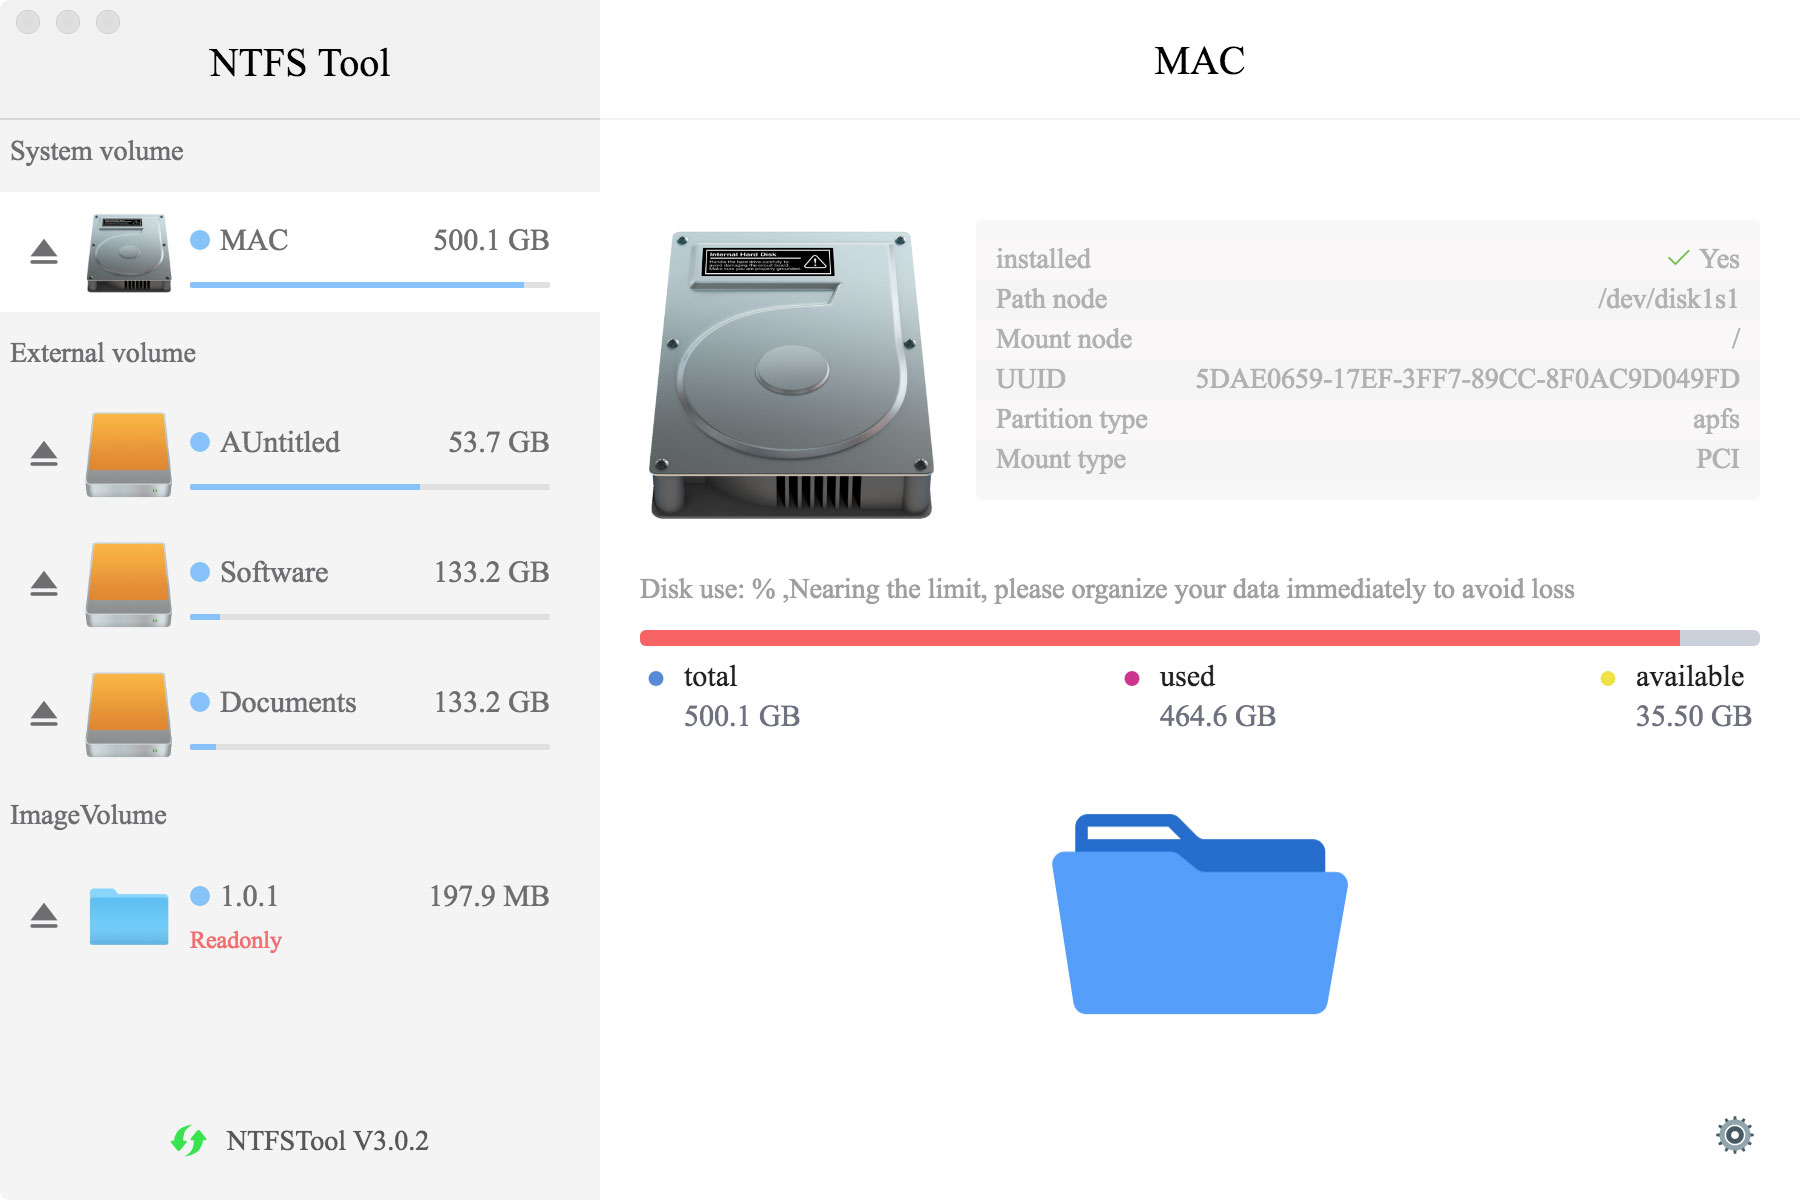 NTFS Tool
MAC
System volume
MAC 500.1 GB
External volume
AUntitled 53.7 GB
Software 133.2 GB
Documents 133.2 GB
ImageVolume
1.0.1 197.9 MB
Readonly
NTFSTool V3.0.2
Internal Hard Disk
installed Yes
Path node /dev/disk1s1
Mount node /
UUID 5DAE0659-17EF-3FF7-89CC-8F0AC9D049FD
Partition type apfs
Mount type PCI
Disk use: % ,Nearing the limit, please organize your data immediately to avoid loss
total used available
500.1 GB 464.6 GB 35.50 GB